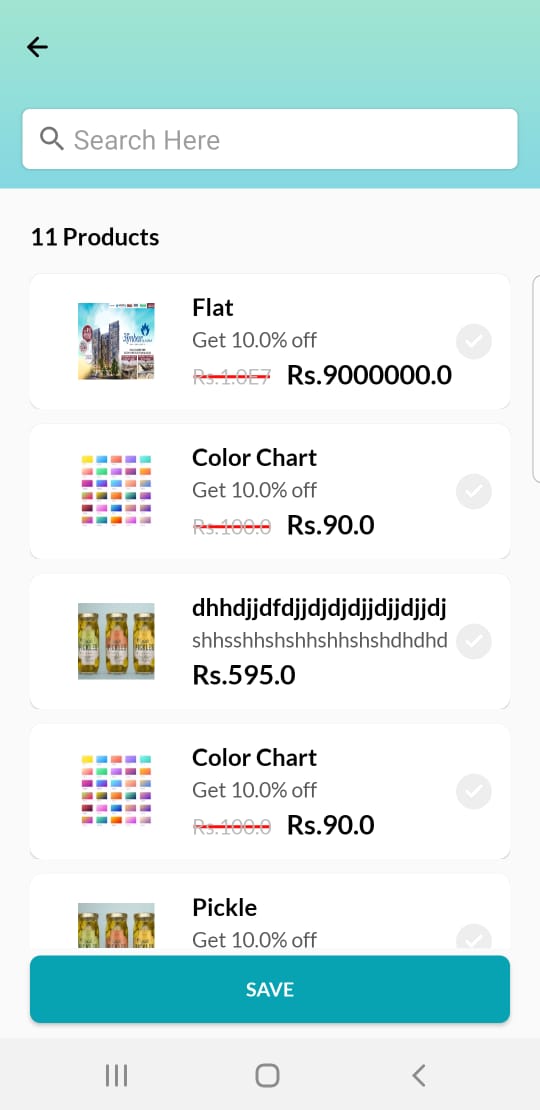 Search Here
11 Products
Flat
Get 10.0% off
Rs.1.0E7 Rs.9000000.0
Color Chart
Get 10.0% off
Rs.100.0 Rs.90.0
dhhdjjdfdjjdjdjdjjdjjdjjdj
shhsshhshshhshhshshdhdhd
Rs.595.0
Color Chart
Get 10.0% off
Rs.100.0 Rs.90.0
PICKLES
Pickle
Get 10.0% off
SAVE